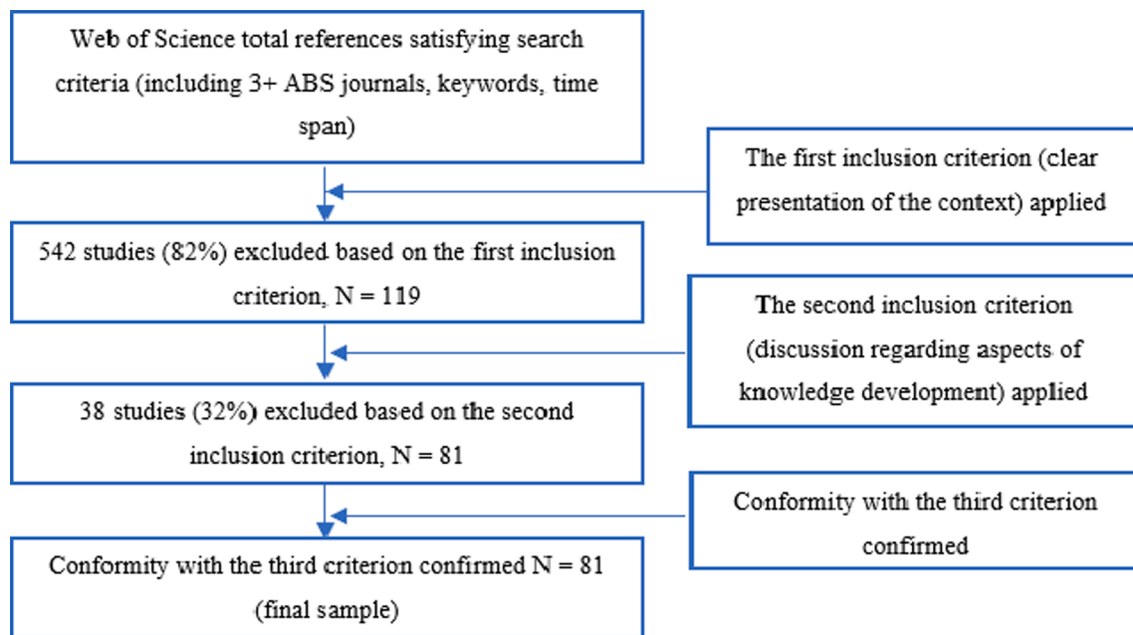 Web of Science total references satisfying search
criteria (including 3+ ABS journals, keywords, time
span)
The first inclusion criterion (clear
presentation of the context) applied
542 studies (82%) excluded based on the first inclusion
criterion, N = 119
The second inclusion criterion
(discussion regarding aspects of
knowledge development) applied
38 studies (32%) excluded based on the second
inclusion criterion, N = 81
Conformity with the third criterion
confirmed
Conformity with the third criterion confirmed N = 81
(final sample)